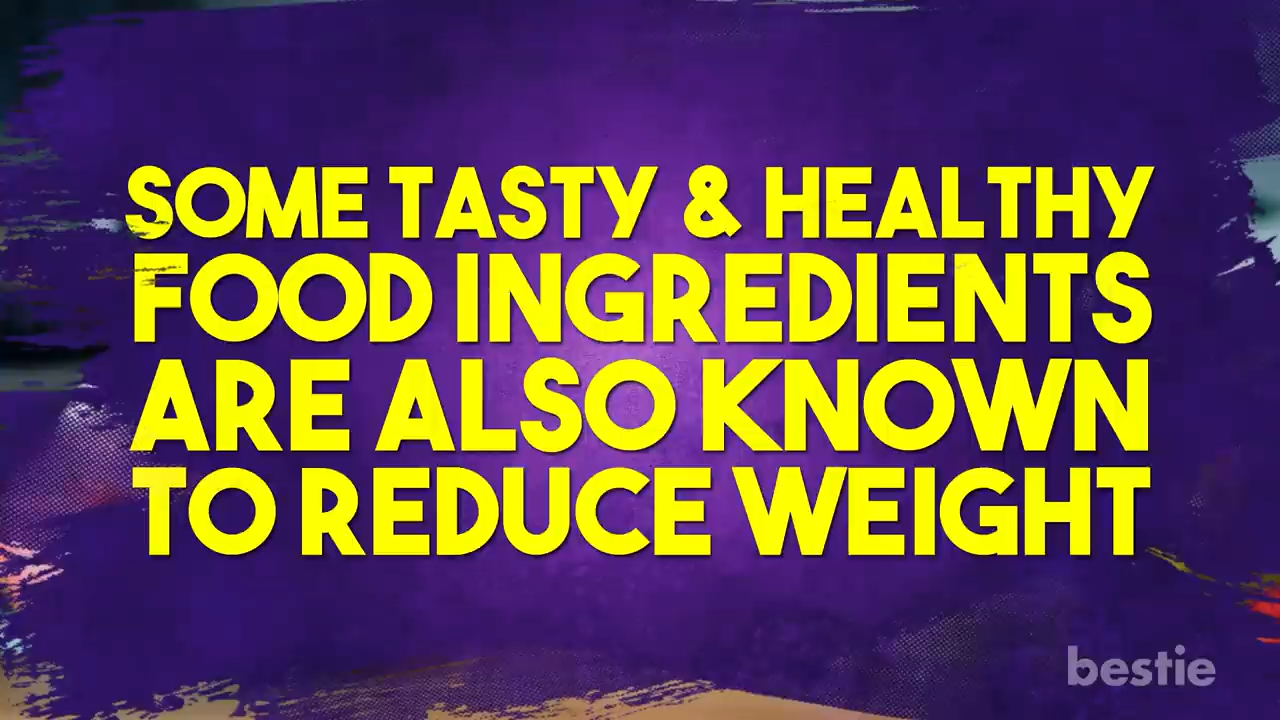 SOME TASTY & HEALTHY
FOOD INGREDIENTS
ARE ALSO KNOWN
TO REDUCE WEIGHT
bestie